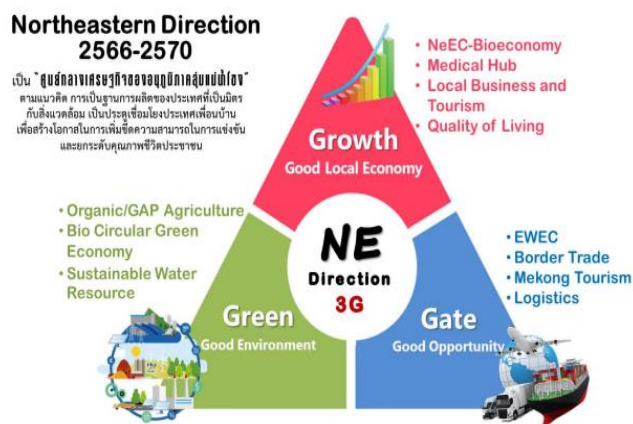 Northeastern Direction
2566-2570
เป็น "ศูนย์กลางเศรษฐกิจของอนุภูมิภาคลุ่มแม่น้ำโขง"
ตามแนวคิด การเป็นฐานการผลิตของประเทศที่เป็นมิตร
กับสิ่งแวดล้อม เป็นประตูเชื่อมโยงประเทศเพื่อนบ้าน
เพื่อสร้างโอกาสในการเพิ่มขีดความสามารถในการแข่งขัน
และยกระดับคุณภาพชีวิตประชาชน
• NeEC-Bioeconomy
• Medical Hub
• Local Business and
Tourism
• Quality of Living
Growth
Good Local Economy
• Organic/GAP Agriculture
• Bio Circular Green
Economy
• Sustainable Water
Resource
NE
Direction
3G
• EWEC
• Border Trade
• Mekong Tourism
• Logistics
Green
Good Environment
Gate
Good Opportunity